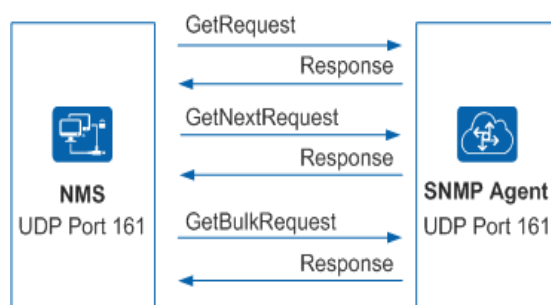 GetRequest
Response
GetNextRequest
Response
GetBulkRequest
Response
NMS
UDP Port 161
SNMP Agent
UDP Port 161